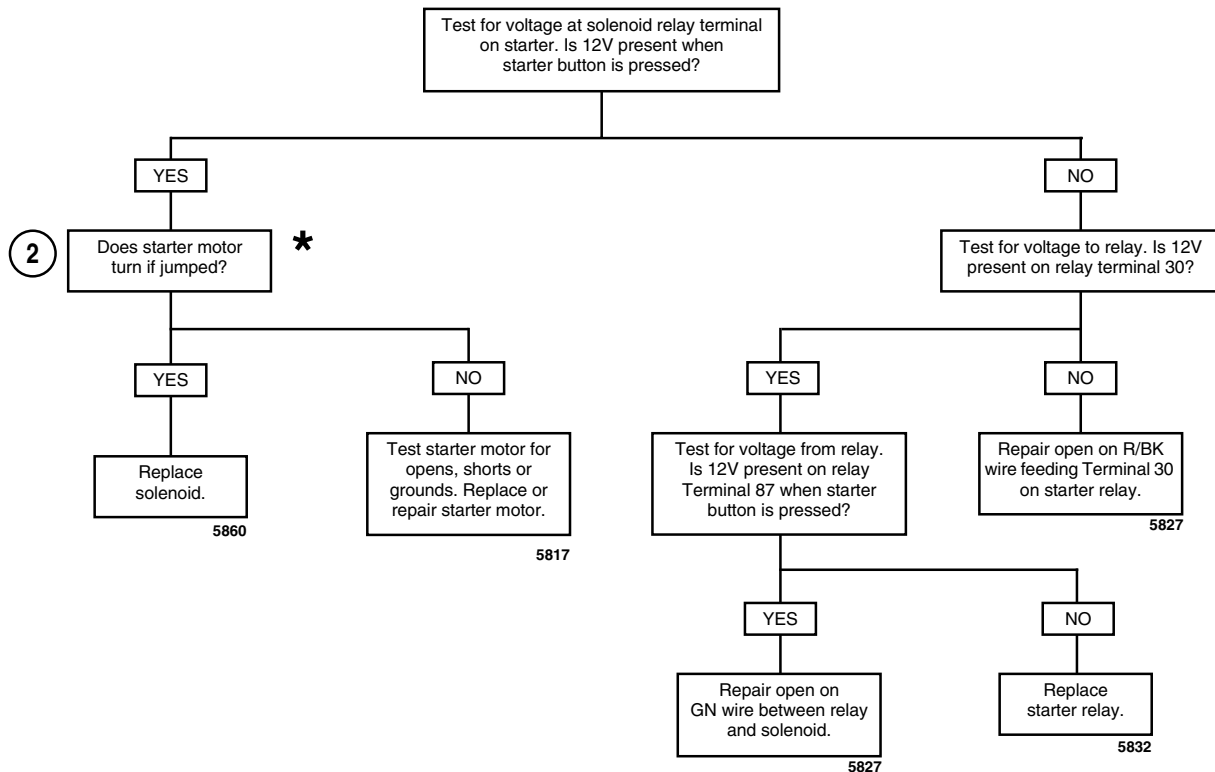 Test for voltage at solenoid relay terminal
on starter. Is 12V present when
starter button is pressed?
YES
NO
2
Does starter motor
turn if jumped?
*
Test for voltage to relay. Is 12V
present on relay terminal 30?
YES
NO
YES
NO
Replace
solenoid.
5860
Test starter motor for
opens, shorts or
grounds. Replace or
repair starter motor.
5817
Test for voltage from relay.
Is 12V present on relay
Terminal 87 when starter
button is pressed?
Repair open on R/BK
wire feeding Terminal 30
on starter relay.
5827
YES
NO
Repair open on
GN wire between relay
and solenoid.
5827
Replace
starter relay.
5832